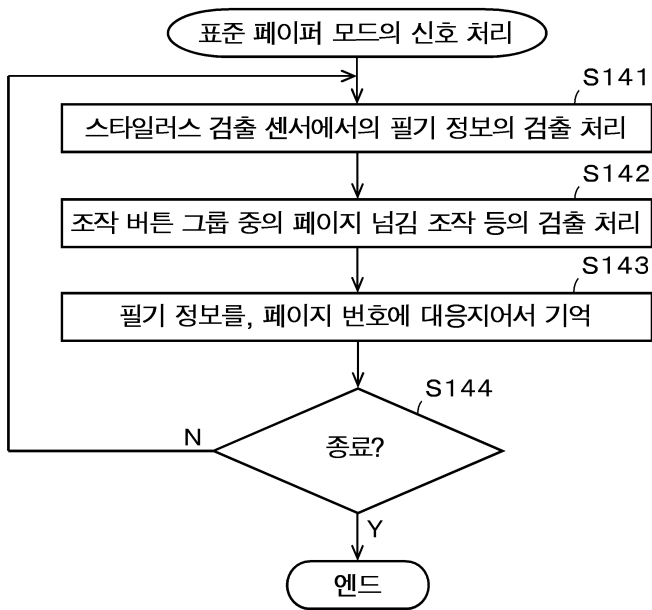 표준 페이퍼 모드의 신호 처리
S141
스타일러스 검출 센서에서의 필기 정보의 검출 처리
S142
조작 버튼 그룹 중의 페이지 넘김 조작 등의 검출 처리
S143
필기 정보를, 페이지 번호에 대응지어서 기억
S144
종료?
N
Y
엔드